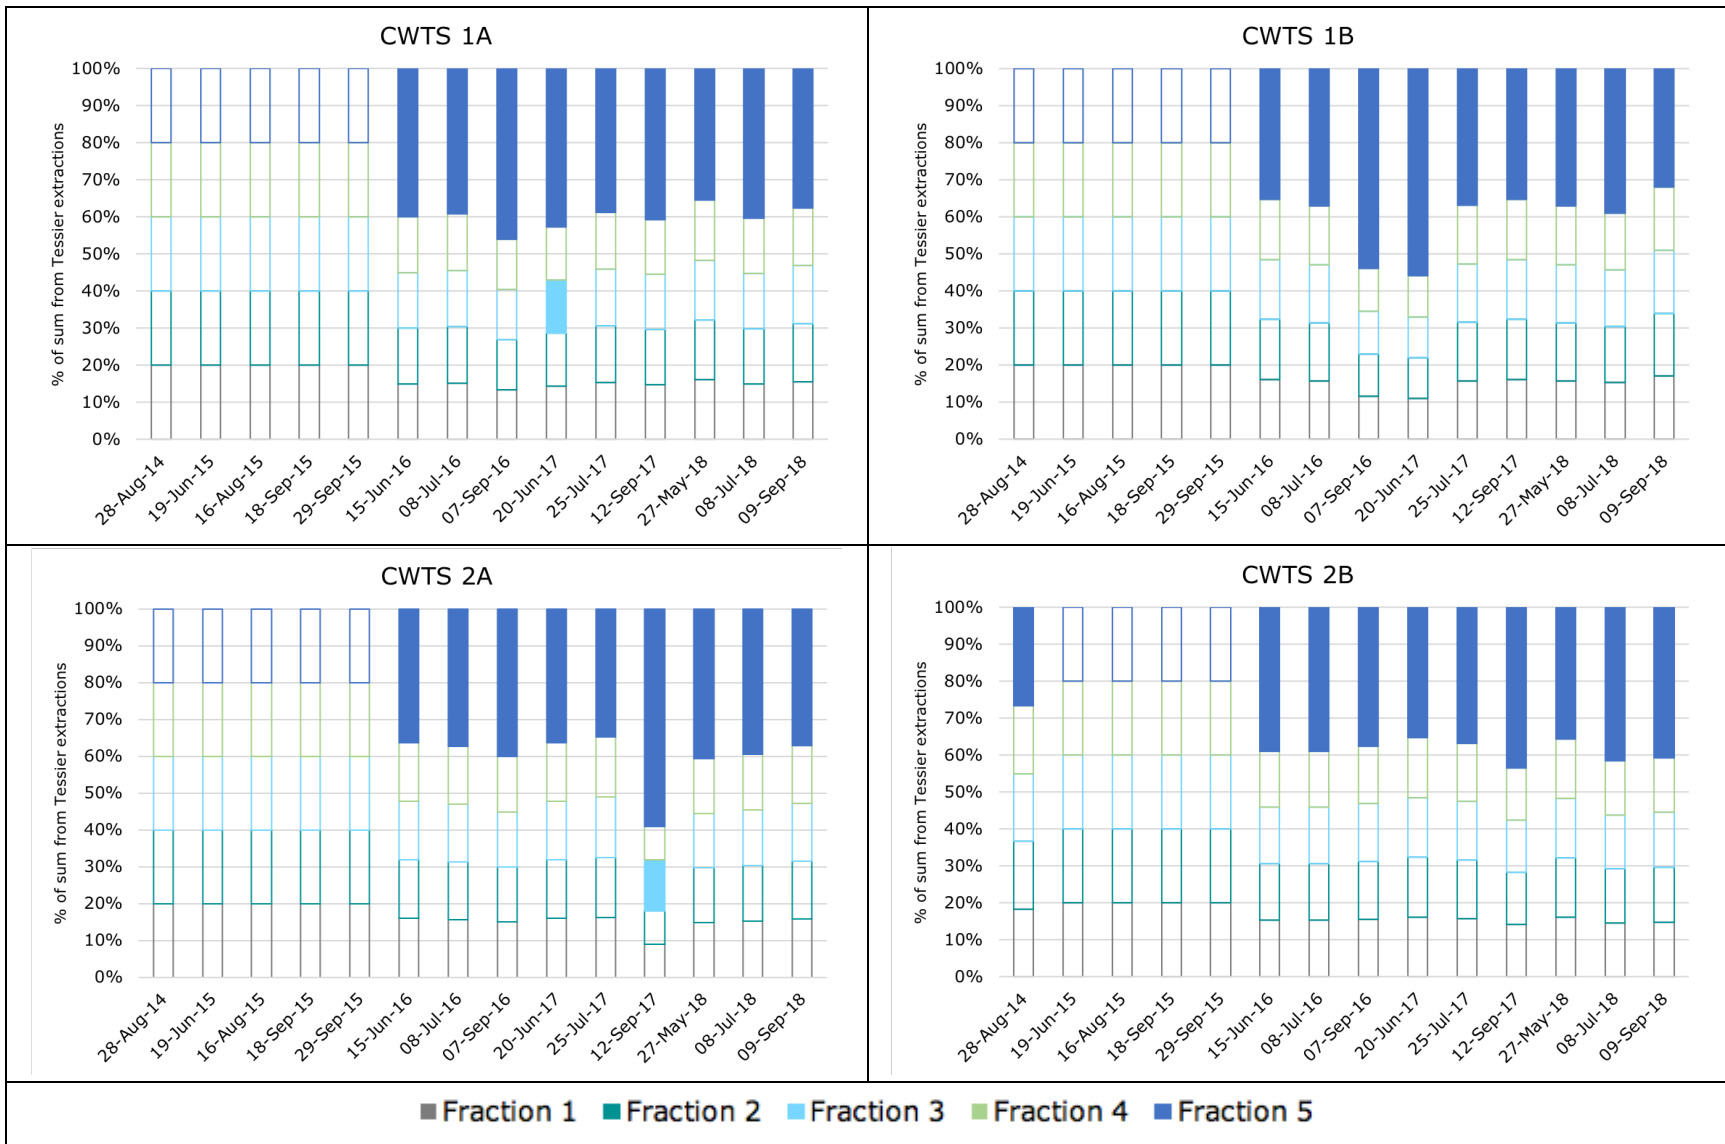 CWTS 1A
% of sum from Tessier extractions
100%
90%
80%
70%
60%
50%
40%
30%
20%
10%
0%
28-Aug-14
19-Jun-15
16-Aug-15
18-Sep-15
29-Sep-15
15-Jun-16
08-Jul-16
07-Sep-16
20-Jun-17
25-Jul-17
12-Sep-17
27-May-18
08-Jul-18
09-Sep-18
CWTS 1B
% of sum from Tessier extractions
100%
90%
80%
70%
60%
50%
40%
30%
20%
10%
0%
28-Aug-14
19-Jun-15
16-Aug-15
18-Sep-15
29-Sep-15
15-Jun-16
08-Jul-16
07-Sep-16
20-Jun-17
25-Jul-17
12-Sep-17
27-May-18
08-Jul-18
09-Sep-18
CWTS 2A
% of sum from Tessier extractions
100%
90%
80%
70%
60%
50%
40%
30%
20%
10%
0%
28-Aug-14
19-Jun-15
16-Aug-15
18-Sep-15
29-Sep-15
15-Jun-16
08-Jul-16
07-Sep-16
20-Jun-17
25-Jul-17
12-Sep-17
27-May-18
08-Jul-18
09-Sep-18
CWTS 2B
% of sum from Tessier extractions
100%
90%
80%
70%
60%
50%
40%
30%
20%
10%
0%
28-Aug-14
19-Jun-15
16-Aug-15
18-Sep-15
29-Sep-15
15-Jun-16
08-Jul-16
07-Sep-16
20-Jun-17
25-Jul-17
12-Sep-17
27-May-18
08-Jul-18
09-Sep-18
Fraction 1 Fraction 2 Fraction 3 Fraction 4 Fraction 5